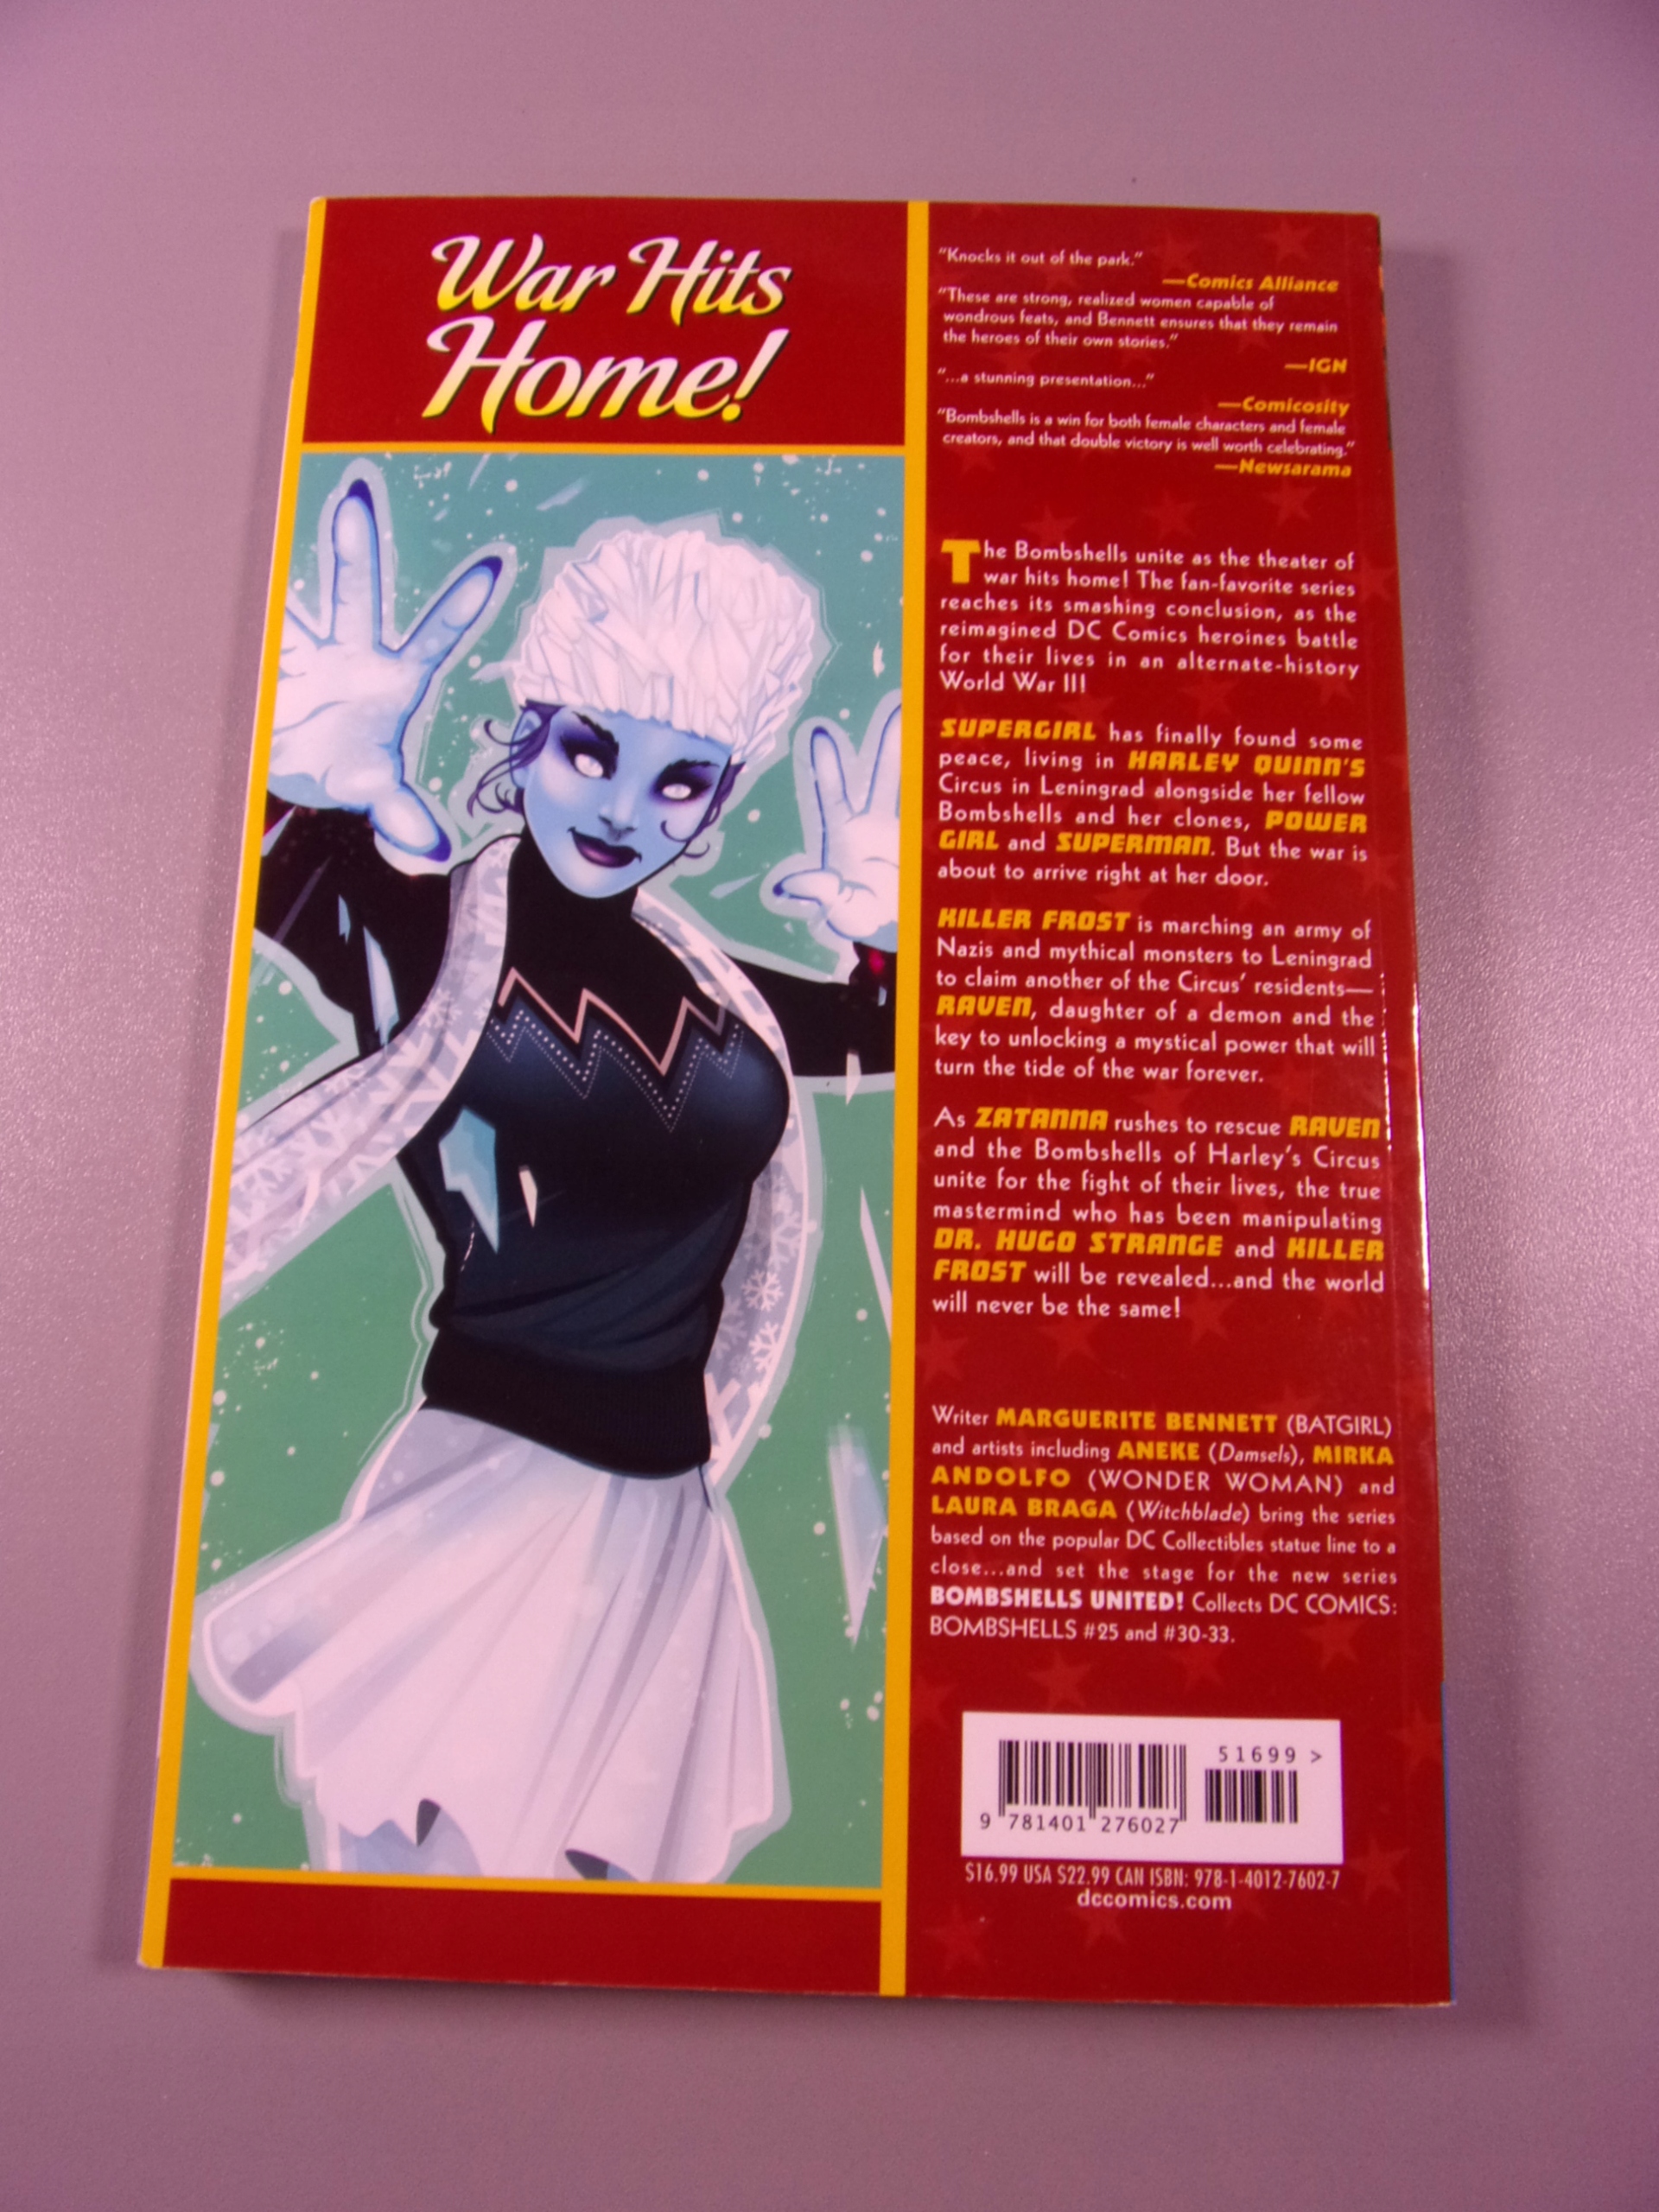 War Hits
Home!
"Knocks it out of the park."
—Comics Alliance
"These are strong, realized women capable of
wondrous feats, and Bennett ensures that they remain
the heroes of their own stories."
—IGN
"...a stunning presentation..."
—Comicosity
"Bombshells is a win for both female characters and female
creators, and that double victory is well worth celebrating."
—Newsarama
The Bombshells unite as the theater of
war hits home! The fan-favorite series
reaches its smashing conclusion, as the
reimagined DC Comics heroines battle
for their lives in an alternate-history
World War II!
SUPERGIRL has finally found some
peace, living in HARLEY QUINN'S
Circus in Leningrad alongside her fellow
Bombshells and her clones, POWER
GIRL and SUPERMAN. But the war is
about to arrive right at her door.
KILLER FROST is marching an army of
Nazis and mythical monsters to Leningrad
to claim another of the Circus' residents—
RAVEN, daughter of a demon and the
key to unlocking a mystical power that will
turn the tide of the war forever.
As ZATANNA rushes to rescue RAVEN
and the Bombshells of Harley's Circus
unite for the fight of their lives, the true
mastermind who has been manipulating
DR. HUGO STRANGE and KILLER
FROST will be revealed...and the world
will never be the same!
Writer MARGUERITE BENNETT (BATGIRL)
and artists including ANEKE (Damsels), MIRKA
ANDOLFO (WONDER WOMAN) and
LAURA BRAGA (Witchblade) bring the series
based on the popular DC Collectibles statue line to a
close...and set the stage for the new series
BOMBSHELLS UNITED! Collects DC COMICS:
BOMBSHELLS #25 and #30-33.
51699 >
9 781401 276027
$16.99 USA $22.99 CAN ISBN: 978-1-4012-7602-7
dccomics.com